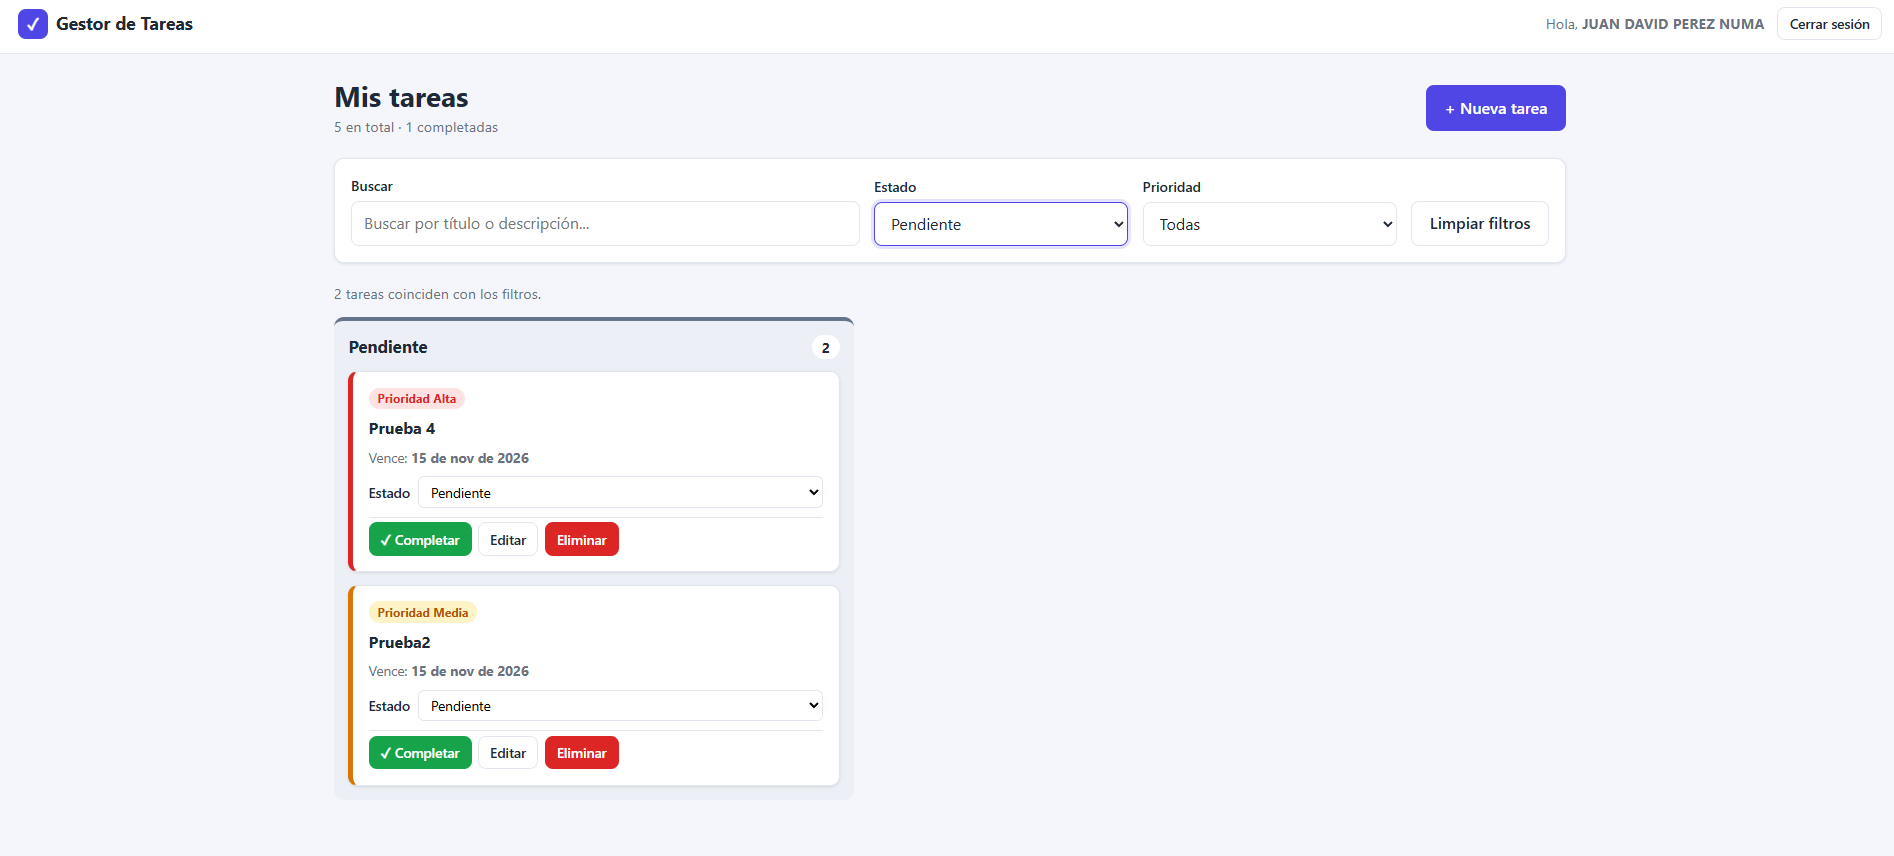 ✓ Gestor de Tareas
Hola, JUAN DAVID PEREZ NUMA
Cerrar sesión
Mis tareas
5 en total · 1 completadas
+ Nueva tarea
Buscar
Estado
Prioridad
Buscar por título o descripción...
Pendiente
Todas
Limpiar filtros
2 tareas coinciden con los filtros.
Pendiente
2
Prioridad Alta
Prueba 4
Vence: 15 de nov de 2026
Estado Pendiente
✓ Completar Editar Eliminar
Prioridad Media
Prueba2
Vence: 15 de nov de 2026
Estado Pendiente
✓ Completar Editar Eliminar